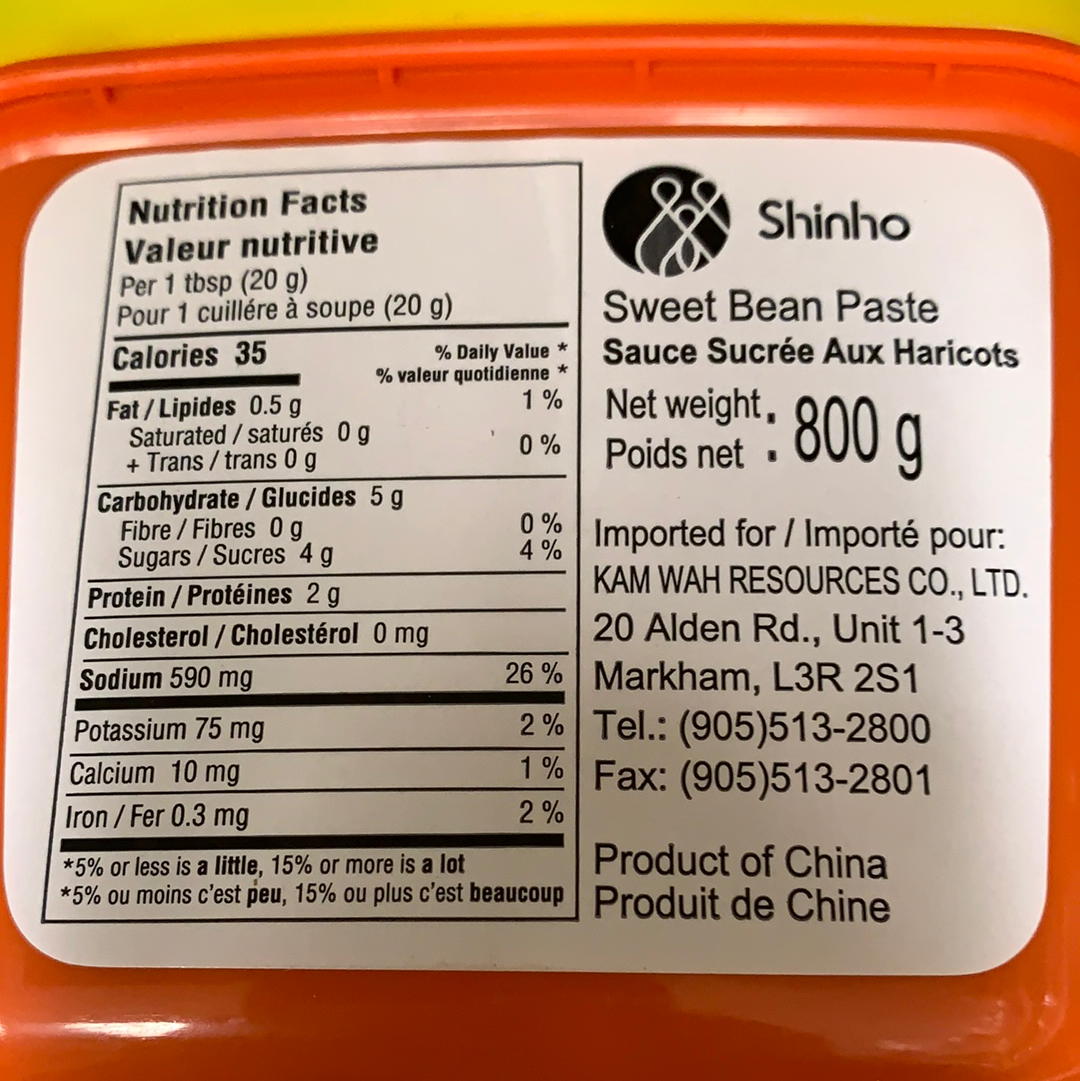 Nutrition Facts
Valeur nutritive
Per 1 tbsp (20 g)
Pour 1 cuillére à soupe (20 g)
Calories 35
% Daily Value *
% valeur quotidienne *
Fat / Lipides 0.5 g 1 %
Saturated / saturés 0 g
+ Trans / trans 0 g 0 %
Carbohydrate / Glucides 5 g
Fibre / Fibres 0 g 0 %
Sugars / Sucres 4 g 4 %
Protein / Protéines 2 g
Cholesterol / Cholestérol 0 mg
Sodium 590 mg 26 %
Potassium 75 mg 2 %
Calcium 10 mg 1 %
Iron / Fer 0.3 mg 2 %
*5% or less is a little, 15% or more is a lot
*5% ou moins c'est peu, 15% ou plus c'est beaucoup
Shinho
Sweet Bean Paste
Sauce Sucrée Aux Haricots
Net weight
Poids net : 800 g
Imported for / Importé pour:
KAM WAH RESOURCES CO., LTD.
20 Alden Rd., Unit 1-3
Markham, L3R 2S1
Tel.: (905)513-2800
Fax: (905)513-2801
Product of China
Produit de Chine